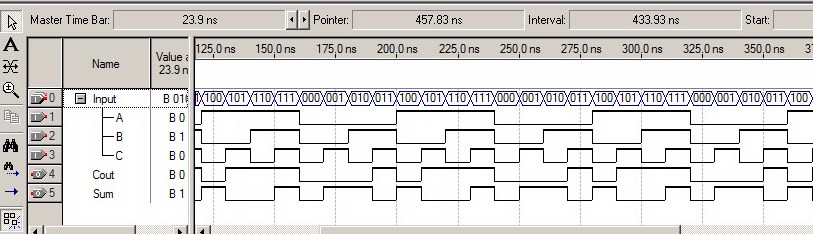 Master Time Bar: 23.9 ns Pointer: 457.83 ns Interval: 433.93 ns Start:
A
Name Value a 23.9 n 125.0 ns 150.0 ns 175.0 ns 200.0 ns 225.0 ns 250.0 ns 275.0 ns 300.0 ns 325.0 ns 350.0 ns 37
0 Input B 01 100 101 110 111 000 001 010 011 100 101 110 111 000 001 010 011 100 101 110 111 000 001 010 011 100
1 A B 0
2 B B 1
3 C B 0
4 Cout B 0
5 Sum B 1